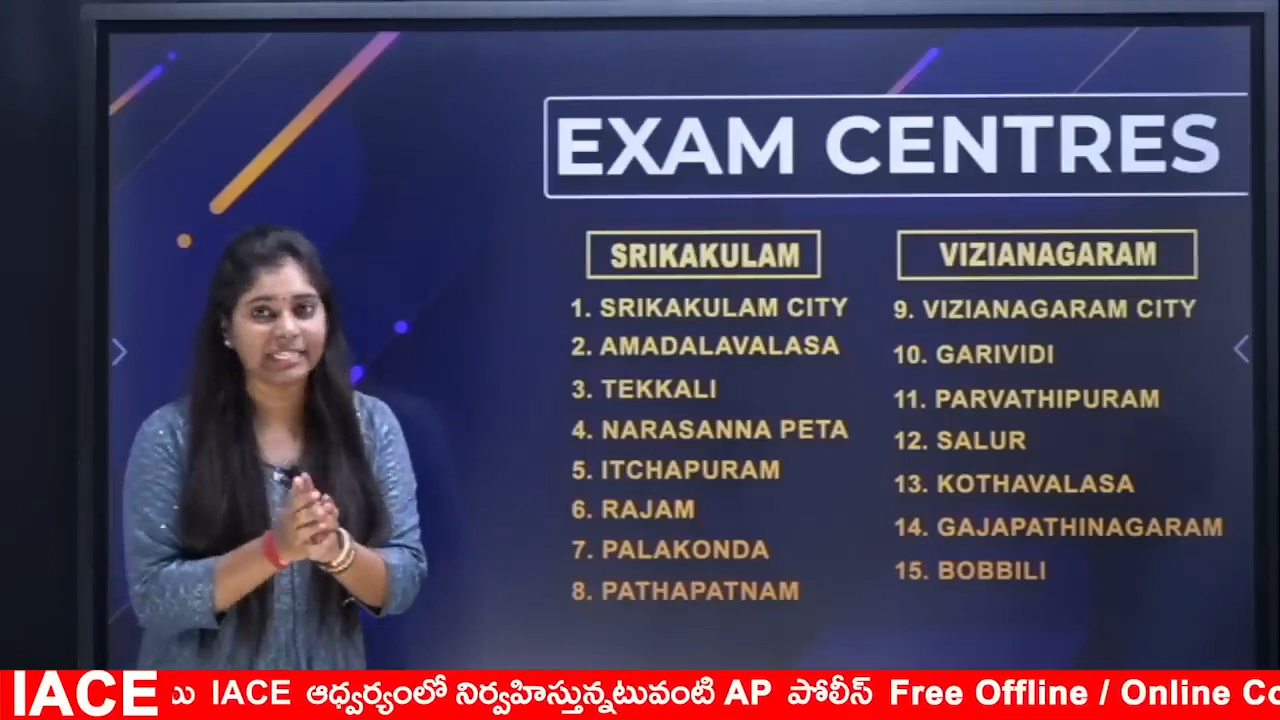 EXAM CENTRES
SRIKAKULAM
1. SRIKAKULAM CITY
2. AMADALAVALASA
3. TEKKALI
4. NARASANNA PETA
5. ITCHAPURAM
6. RAJAM
7. PALAKONDA
8. PATHAPATNAM
VIZIANAGARAM
9. VIZIANAGARAM CITY
10. GARIVIDI
11. PARVATHIPURAM
12. SALUR
13. KOTHAVALASA
14. GAJAPATHINAGARAM
15. BOBBILI
IACE IACE ఆధ్వర్యంలో నిర్వహిస్తున్నటువంటి AP పోలీస్ Free Offline / Online